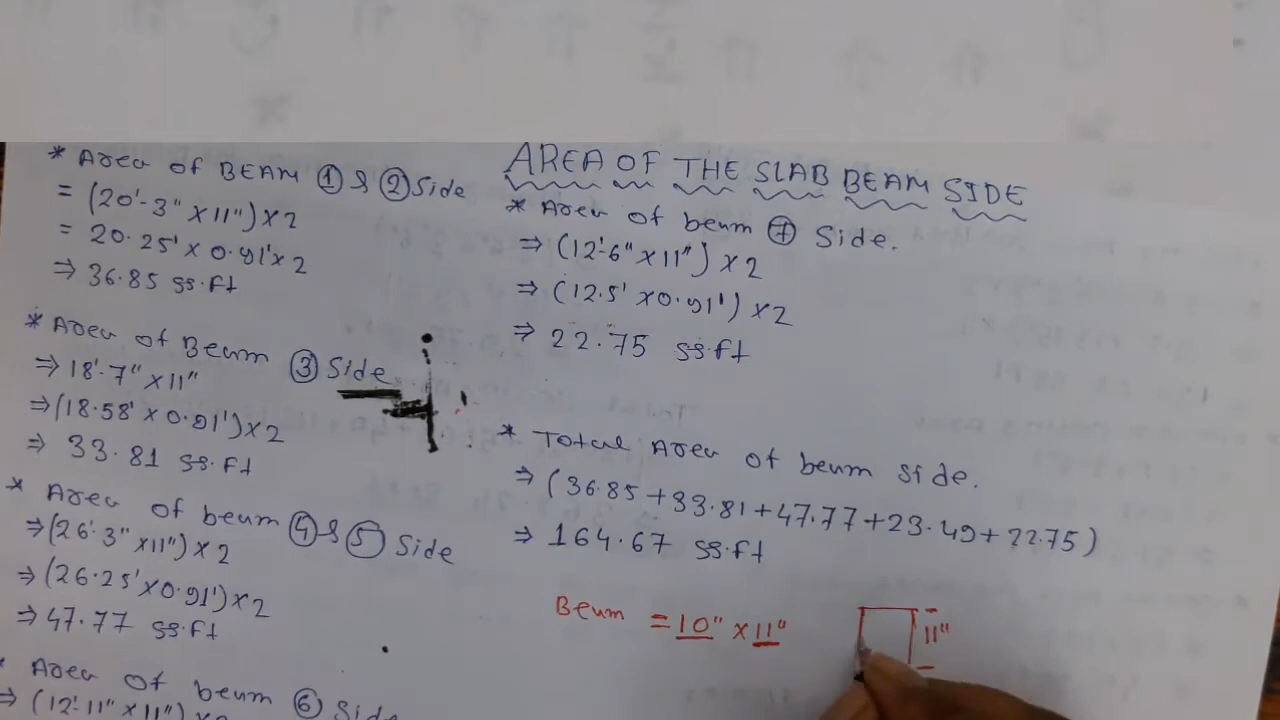 * Area of BEAM ① & ② Side
= (20'-3" x 11") x 2
= 20.25' x 0.91' x 2
⇒ 36.85 sq.ft
* Area of Beam ③ Side
⇒ 18'.7" x 11"
⇒ (18.58' x 0.91') x 2
⇒ 33.81 sq.ft
* Area of beam ④ & ⑤ Side
⇒ (26'.3" x 11") x 2
⇒ (26.25' x 0.91') x 2
⇒ 47.77 sq.ft
* Area of beam ⑥ Side
⇒ (12'-11" x 11") x 2
AREA OF THE SLAB BEAM SIDE
* Area of beam ⑦ Side.
⇒ (12'.6" x 11") x 2
⇒ (12.5' x 0.91') x 2
⇒ 22.75 sq.ft
* Total Area of beam side.
⇒ (36.85 + 33.81 + 47.77 + 23.49 + 22.75)
⇒ 164.67 sq.ft
Beam = 10" x 11"
11"